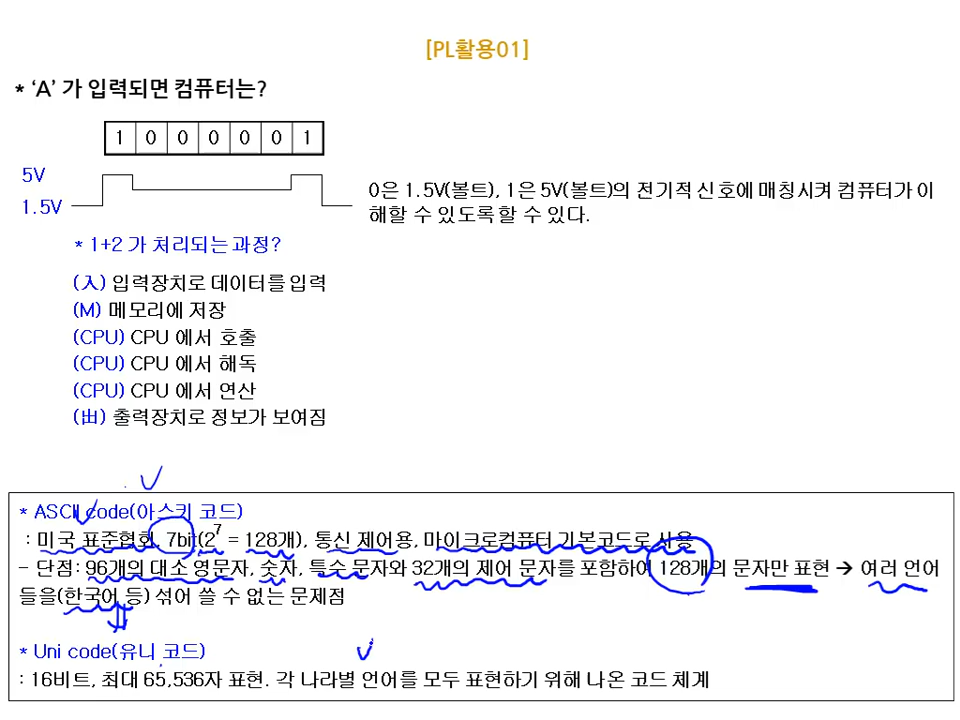 [PL활용01]
* ‘A’ 가 입력되면 컴퓨터는?
1 0 0 0 0 0 1
5V
1.5V
0은 1.5V(볼트), 1은 5V(볼트)의 전기적 신호에 매칭시켜 컴퓨터가 이
해할 수 있도록할 수 있다.
* 1+2 가 처리되는 과정?
(入) 입력장치로 데이터를 입력
(M) 메모리에 저장
(CPU) CPU 에서 호출
(CPU) CPU 에서 해독
(CPU) CPU 에서 연산
(出) 출력장치로 정보가 보여짐
* ASCII code(아스키 코드)
: 미국 표준협회, 7bit(2⁷ = 128개), 통신 제어용, 마이크로컴퓨터 기본코드로 사용
- 단점: 96개의 대소 영문자, 숫자, 특수 문자와 32개의 제어 문자를 포함하여 128개의 문자만 표현 → 여러 언어
들을(한국어 등) 섞어 쓸 수 없는 문제점
* Uni code(유니 코드)
: 16비트, 최대 65,536자 표현. 각 나라별 언어를 모두 표현하기 위해 나온 코드 체계